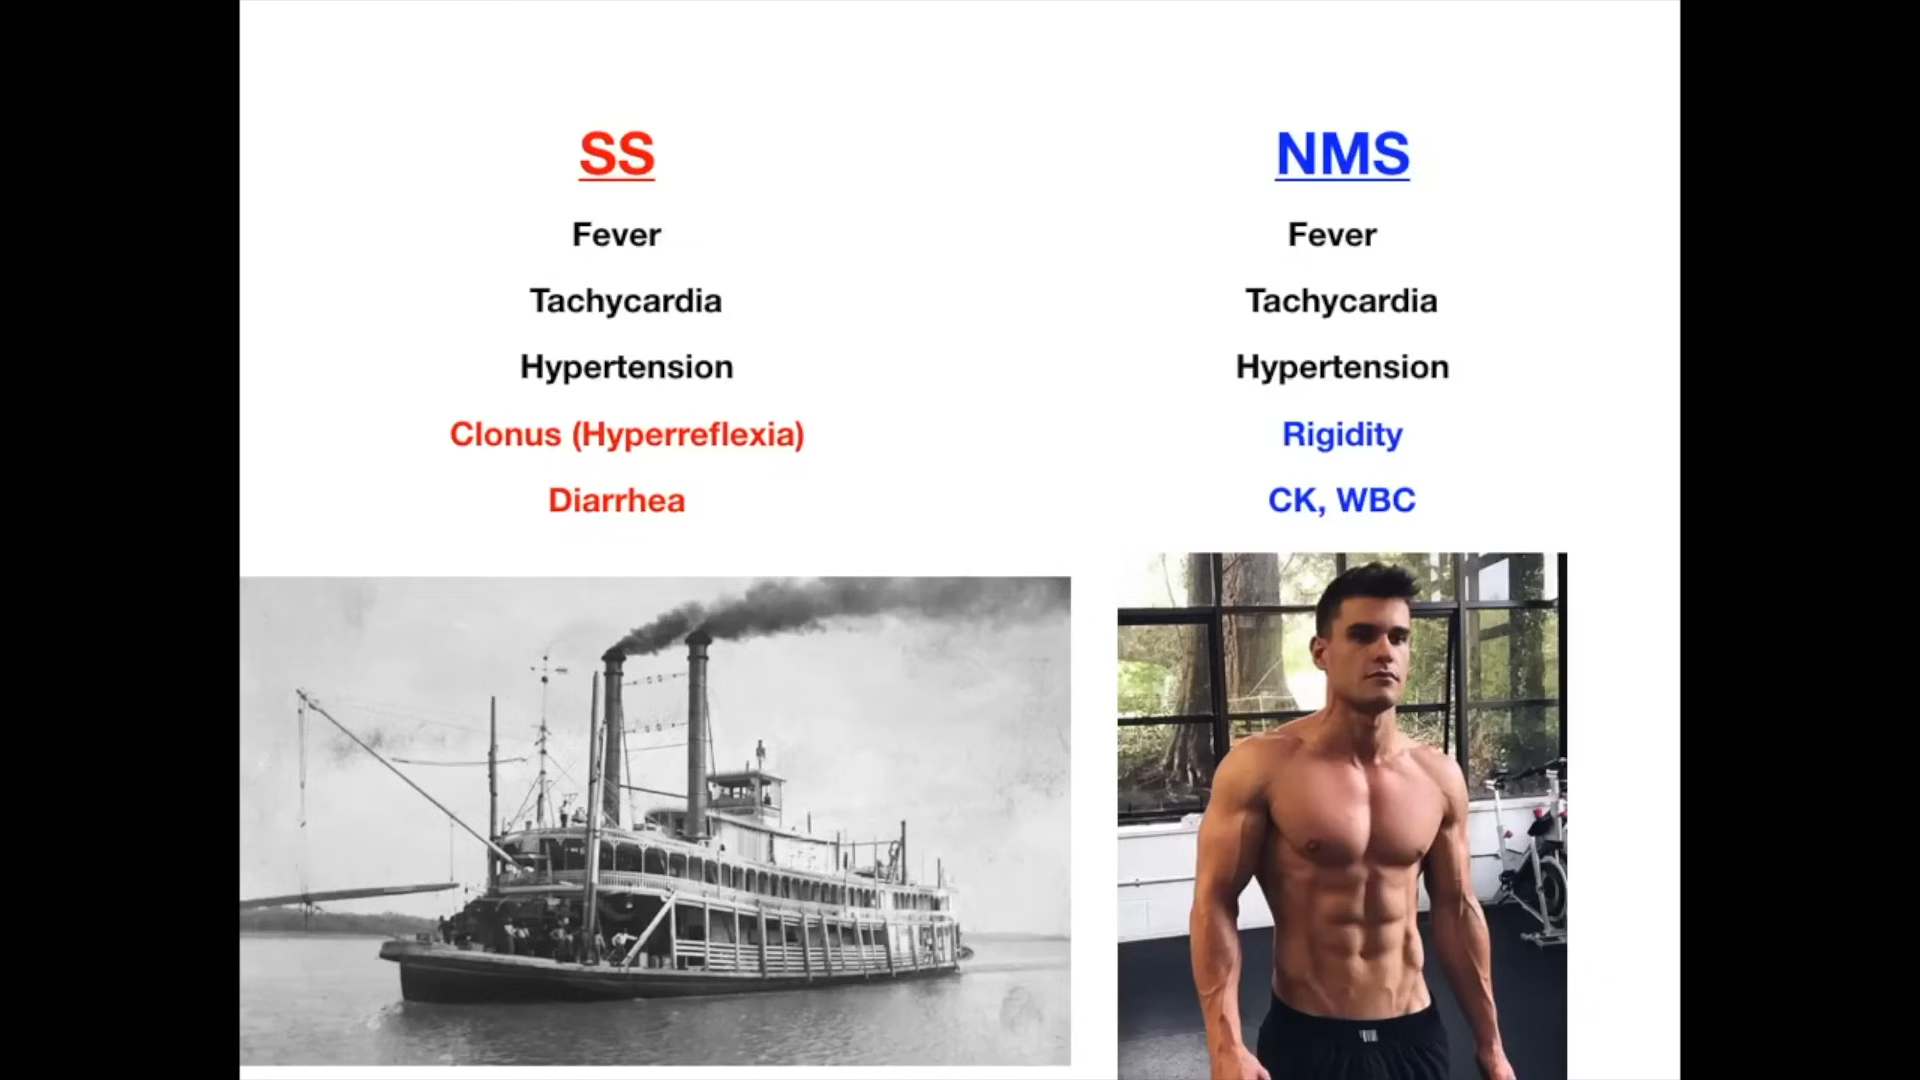 SS
Fever
Tachycardia
Hypertension
Clonus (Hyperreflexia)
Diarrhea
NMS
Fever
Tachycardia
Hypertension
Rigidity
CK, WBC